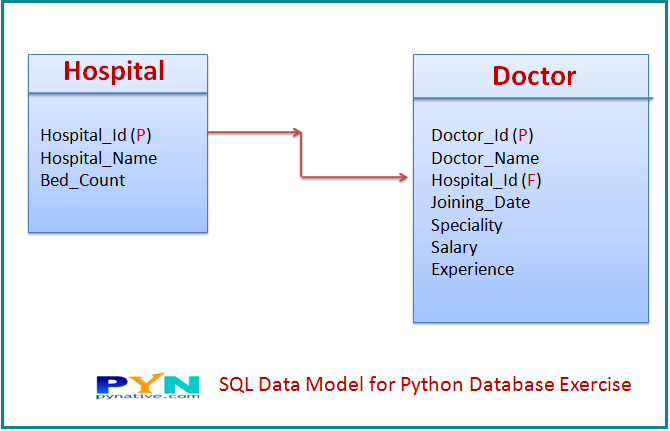 Hospital
Hospital_Id (P)
Hospital_Name
Bed_Count
Doctor
Doctor_Id (P)
Doctor_Name
Hospital_Id (F)
Joining_Date
Speciality
Salary
Experience
PYN
pynative.com
SQL Data Model for Python Database Exercise